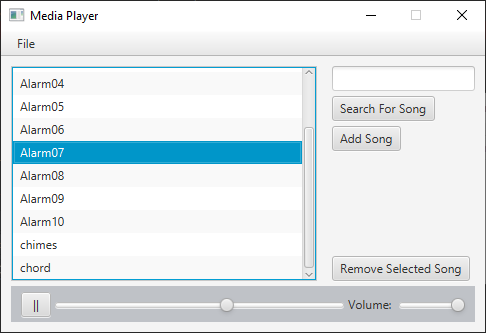 Media Player
File
Alarm04
Alarm05
Alarm06
Alarm07
Alarm08
Alarm09
Alarm10
chimes
chord
Search For Song
Add Song
Remove Selected Song
||
Volume: